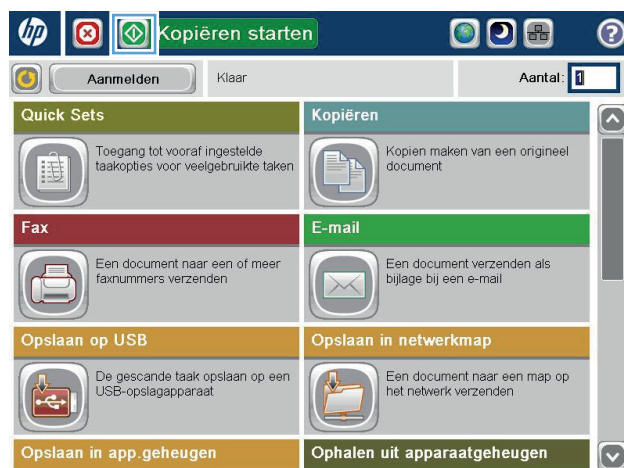 hp
Kopiëren starten
?
Aanmelden
Klaar
Aantal: 1
Quick Sets
Toegang tot vooraf ingestelde
taakopties voor veelgebruikte taken
Kopiëren
Kopien maken van een origineel
document
Fax
Een document naar een of meer
faxnummers verzenden
E-mail
Een document verzenden als
bijlage bij een e-mail
Opslaan op USB
De gescande taak opslaan op een
USB-opslagapparaat
Opslaan in netwerkmap
Een document naar een map op
het netwerk verzenden
Opslaan in app.geheugen
Ophalen uit apparaatgeheugen